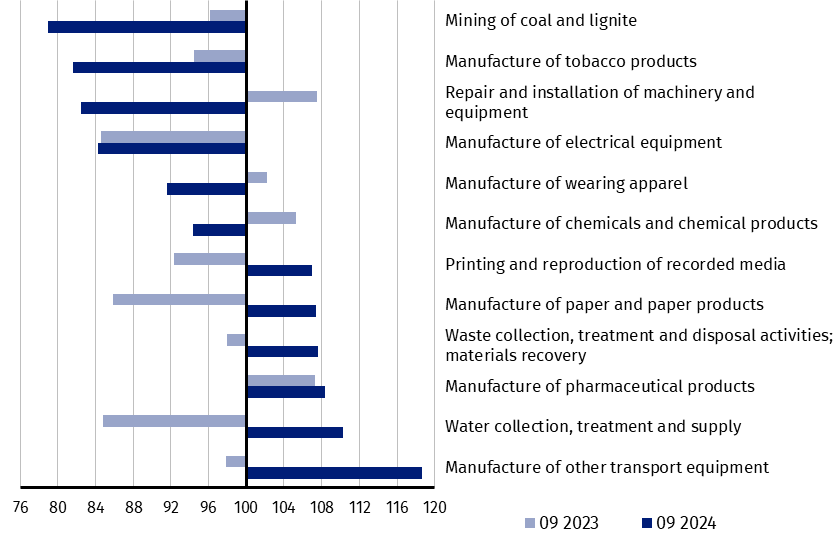 Mining of coal and lignite
Manufacture of tobacco products
Repair and installation of machinery and
equipment
Manufacture of electrical equipment
Manufacture of wearing apparel
Manufacture of chemicals and chemical products
Printing and reproduction of recorded media
Manufacture of paper and paper products
Waste collection, treatment and disposal activities;
materials recovery
Manufacture of pharmaceutical products
Water collection, treatment and supply
Manufacture of other transport equipment
76 80 84 88 92 96 100 104 108 112 116 120
09 2023 09 2024